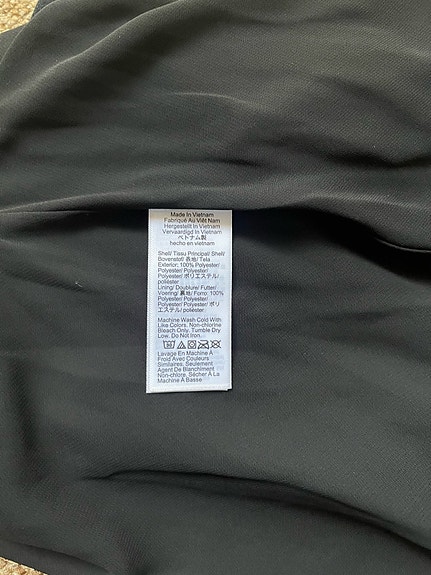 Made In Vietnam
Fabriqué Au Viêt Nam
Hergestellt In Vietnam
Vervaardigd In Vietnam
ベトナム製
hecho en vietnam
Shell/ Tissu Principal/ Shell/
Bovenstof/ 表地/ Tela
Exterior: 100% Polyester/
Polyester/ Polyester/
Polyester/ ポリエステル/
poliéster
Lining/ Doublure/ Futter/
Voering/ 裏地/ Forro: 100%
Polyester/ Polyester/
Polyester/ Polyester/ ポリ
エステル/ poliéster
Machine Wash Cold With
Like Colors. Non-chlorine
Bleach Only. Tumble Dry
Low. Do Not Iron.
Lavage En Machine À
Froid Avec Couleurs
Similaires. Seulement
Agent De Blanchiment
Non-chlore. Sécher À La
Machine À Basse